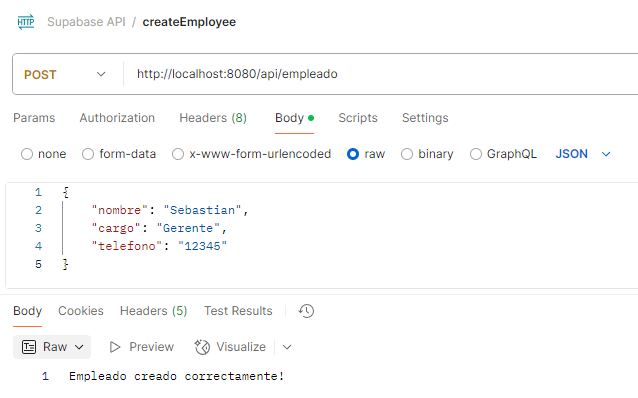 HTTP Supabase API / createEmployee
POST http://localhost:8080/api/empleado
Params Authorization Headers (8) Body Scripts Settings
none form-data x-www-form-urlencoded raw binary GraphQL JSON
1 {
2 "nombre": "Sebastian",
3 "cargo": "Gerente",
4 "telefono": "12345"
5 }
Body Cookies Headers (5) Test Results
Raw Preview Visualize
1 Empleado creado correctamente!